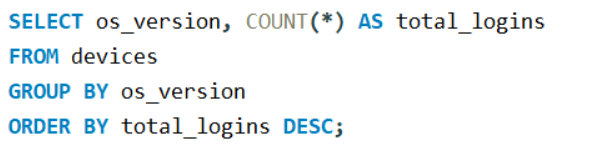 SELECT os_version, COUNT(*) AS total_logins
FROM devices
GROUP BY os_version
ORDER BY total_logins DESC;